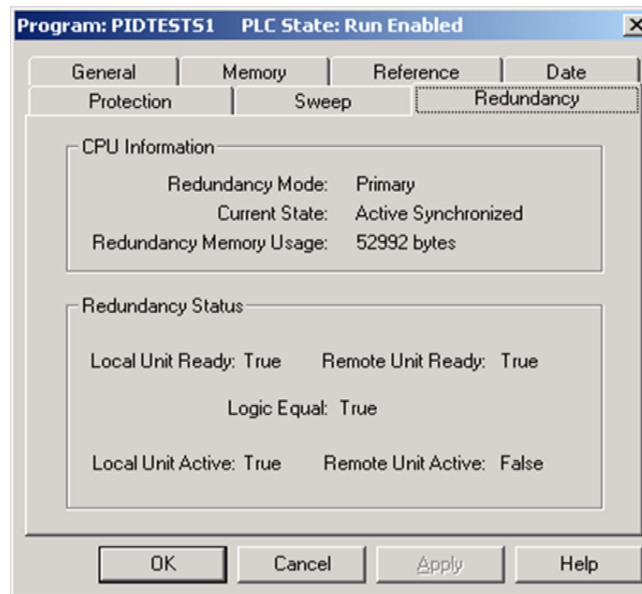 Program: PIDTESTS1 PLC State: Run Enabled
General Memory Reference Date
Protection Sweep Redundancy
CPU Information
Redundancy Mode: Primary
Current State: Active Synchronized
Redundancy Memory Usage: 52992 bytes
Redundancy Status
Local Unit Ready: True Remote Unit Ready: True
Logic Equal: True
Local Unit Active: True Remote Unit Active: False
OK Cancel Apply Help